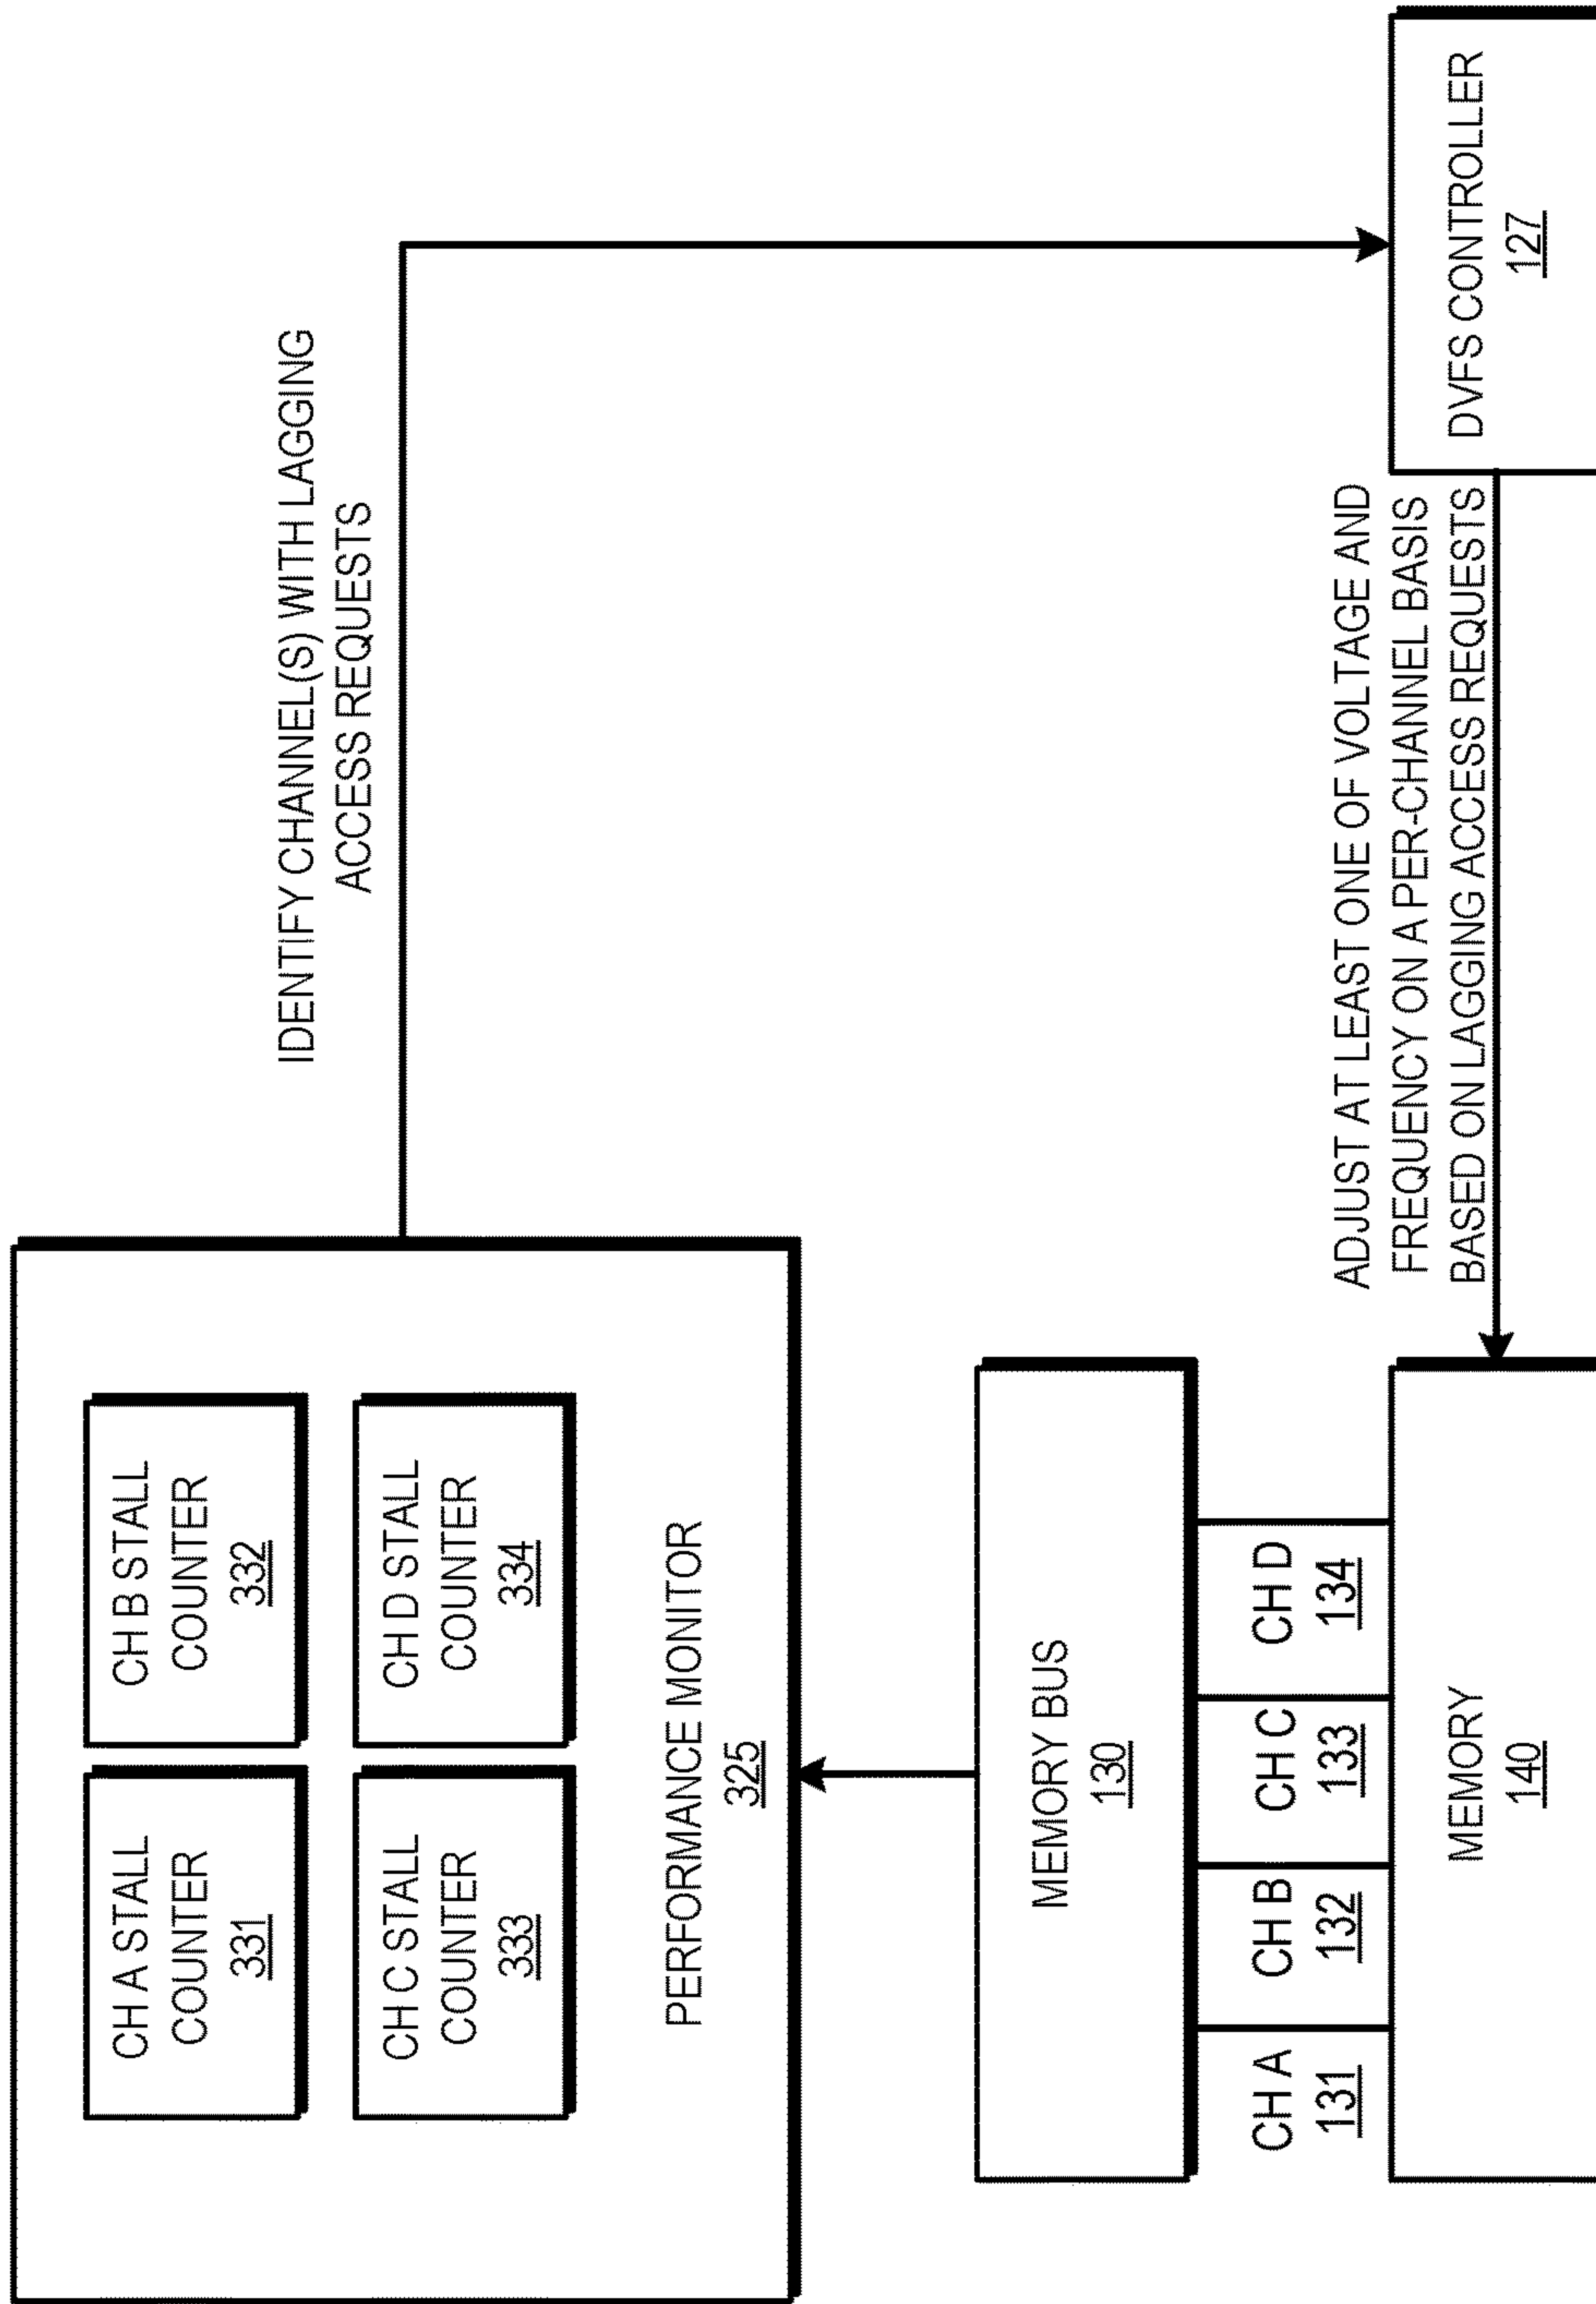 CH A STALL
COUNTER
331
CH B STALL
COUNTER
332
CH C STALL
COUNTER
333
CH D STALL
COUNTER
334
PERFORMANCE MONITOR
325
IDENTIFY CHANNEL(S) WITH LAGGING
ACCESS REQUESTS
MEMORY BUS
130
CH A
131
CH B
132
CH C
133
CH D
134
MEMORY
140
ADJUST AT LEAST ONE OF VOLTAGE AND
FREQUENCY ON A PER-CHANNEL BASIS
BASED ON LAGGING ACCESS REQUESTS
DVFS CONTROLLER
127